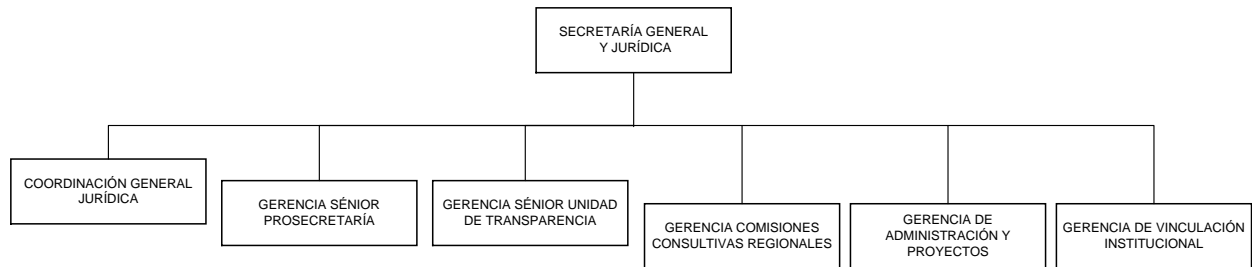 SECRETARÍA GENERAL
Y JURÍDICA
COORDINACIÓN GENERAL
JURÍDICA
GERENCIA SÉNIOR
PROSECRETARÍA
GERENCIA SÉNIOR UNIDAD
DE TRANSPARENCIA
GERENCIA COMISIONES
CONSULTIVAS REGIONALES
GERENCIA DE
ADMINISTRACIÓN Y
PROYECTOS
GERENCIA DE VINCULACIÓN
INSTITUCIONAL